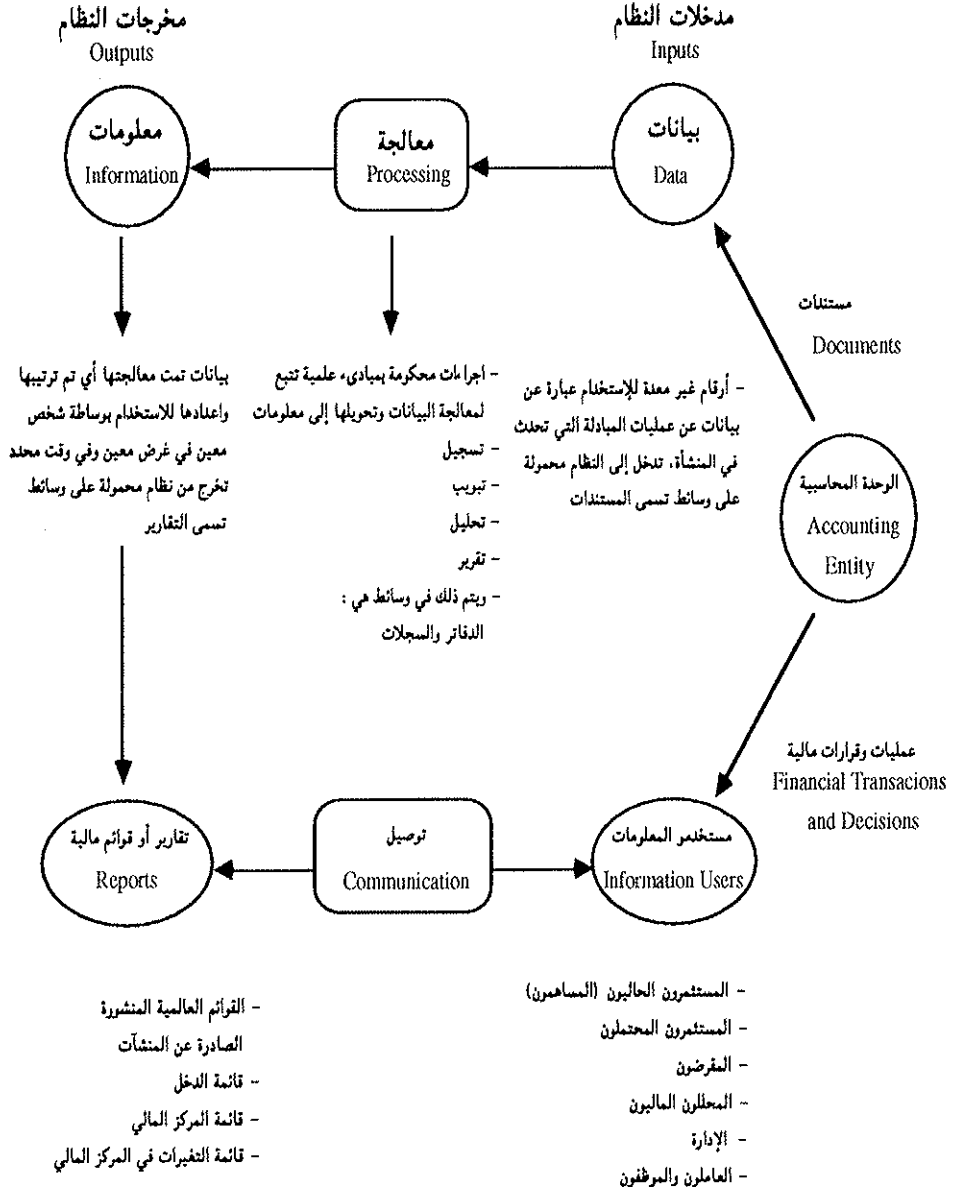 مدخلات النظام
Inputs
مخرجات النظام
Outputs
بيانات
Data
معالجة
Processing
معلومات
Information
مستندات
Documents
- أرقام غير معدة للإستخدام عبارة عن
بيانات عن عمليات المبادلة التي تحدث
في المنشأة، تدخل إلى النظام محمولة
على وسائط تسمى المستندات
- اجراءات محكومة بمبادىء علمية تتبع
لمعالجة البيانات وتحويلها إلى معلومات
- تسجيل
- تبويب
- تحليل
- تقرير
- ويتم ذلك في وسائط هي :
الدفاتر والسجلات
بيانات تمت معالجتها أي تم ترتيبها
واعدادها للاستخدام بوساطة شخص
معين في غرض معين وفي وقت محدد
تخرج من نظام محمولة على وسائط
تسمى التقارير
الوحدة المحاسبية
Accounting
Entity
عمليات وقرارات مالية
Financial Transacions
and Decisions
مستخدمو المعلومات
Information Users
توصيل
Communication
تقارير أو قوائم مالية
Reports
- المستثمرون الحاليون (المساهمون)
- المستثمرون المحتملون
- المقرضون
- المحللون الماليون
- الإدارة
- العاملون والموظفون
- القوائم العالمية المنشورة
الصادرة عن المنشآت
- قائمة الدخل
- قائمة المركز المالي
- قائمة التغيرات في المركز المالي